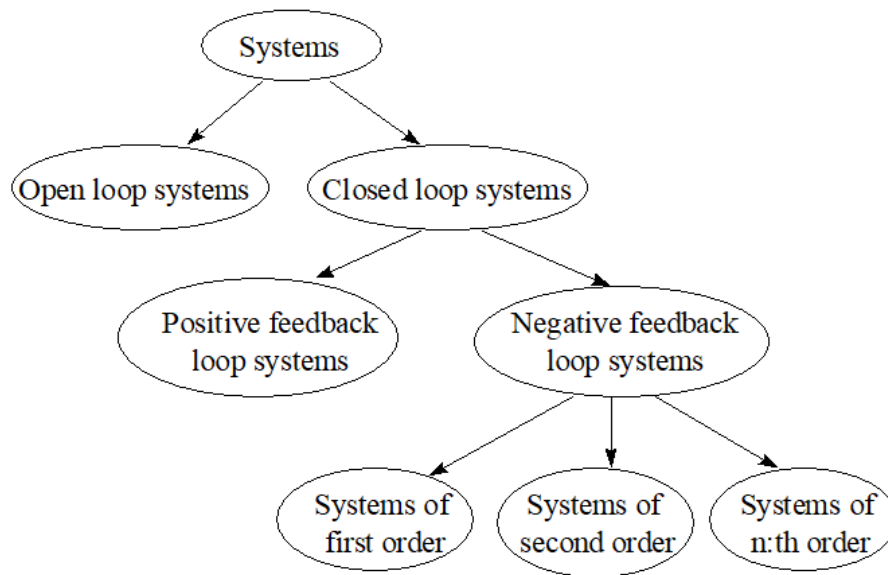 Systems
Open loop systems
Closed loop systems
Positive feedback
loop systems
Negative feedback
loop systems
Systems of
first order
Systems of
second order
Systems of
n:th order